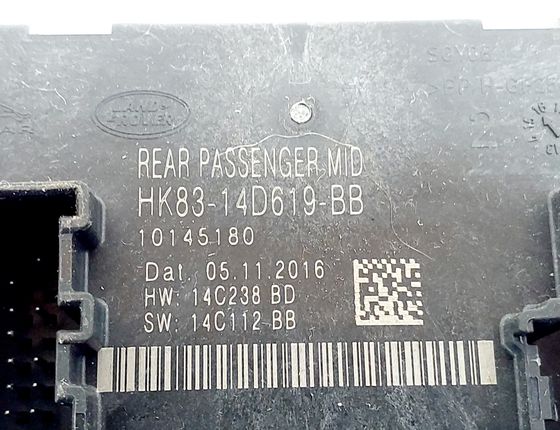 LAND-
ROVER
REAR PASSENGER MID
HK83-14D619-BB
10145180
Dat. 05.11.2016
HW: 14C238 BD
SW: 14C112 BB
2